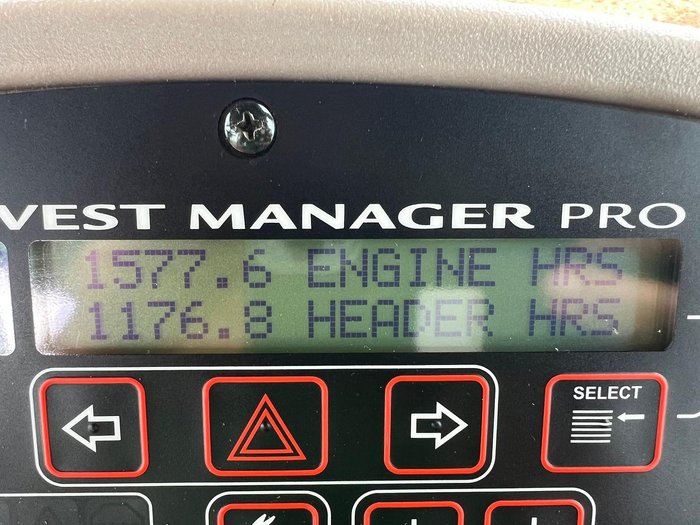 VEST MANAGER PRO
1577.6 ENGINE HRS
1176.8 HEADER HRS
SELECT